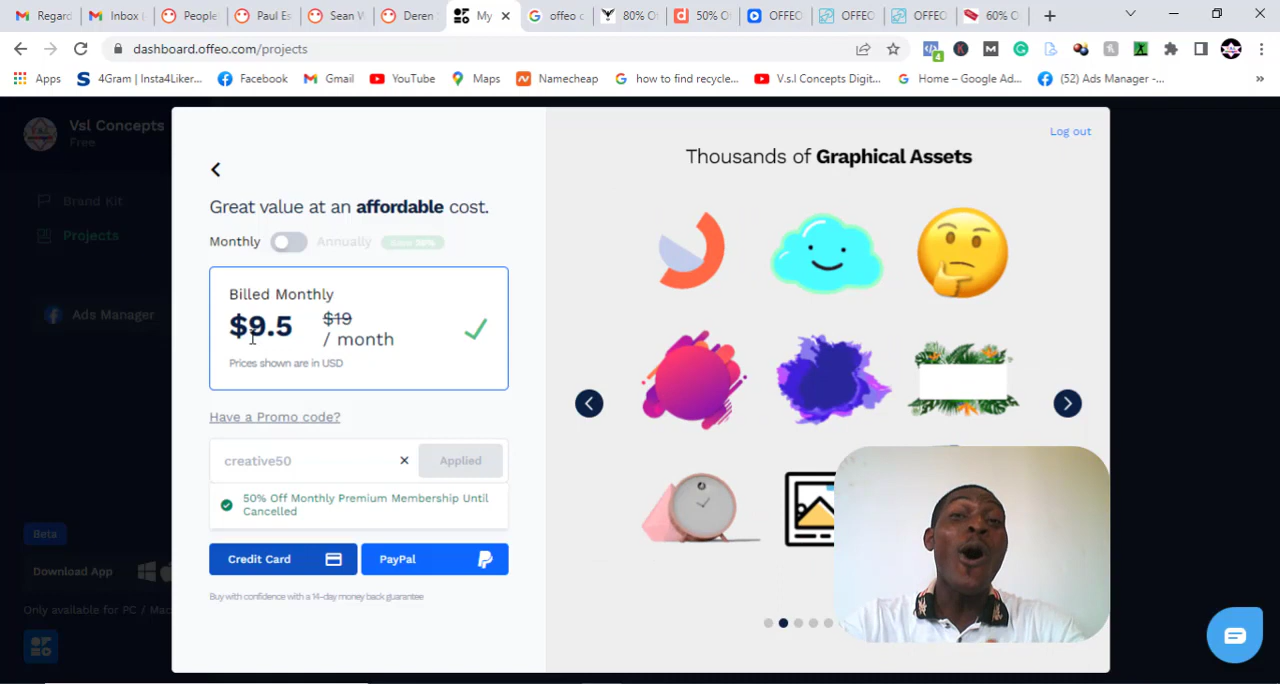 Regard
Inbox
People
Paul Es
Sean W
Deren
My
offeo c
80% O
50% O
OFFEO
OFFEO
OFFEO
60% O
dashboard.offeo.com/projects
4
Apps
4Gram | Insta4Liker...
Facebook
Gmail
YouTube
Maps
Namecheap
how to find recycle...
V.s.l Concepts Digit...
Home – Google Ad...
(52) Ads Manager -...
»
Vsl Concepts
Free
Brand Kit
Projects
Ads Manager
Beta
Download App
Only available for PC / Mac
Great value at an affordable cost.
Monthly
Annually
Save 50%
Billed Monthly
$9.5
$19
/ month
Prices shown are in USD
Have a Promo code?
creative50
Applied
50% Off Monthly Premium Membership Until
Cancelled
Credit Card
PayPal
Buy with confidence with a 14-day money back guarantee
Log out
Thousands of Graphical Assets